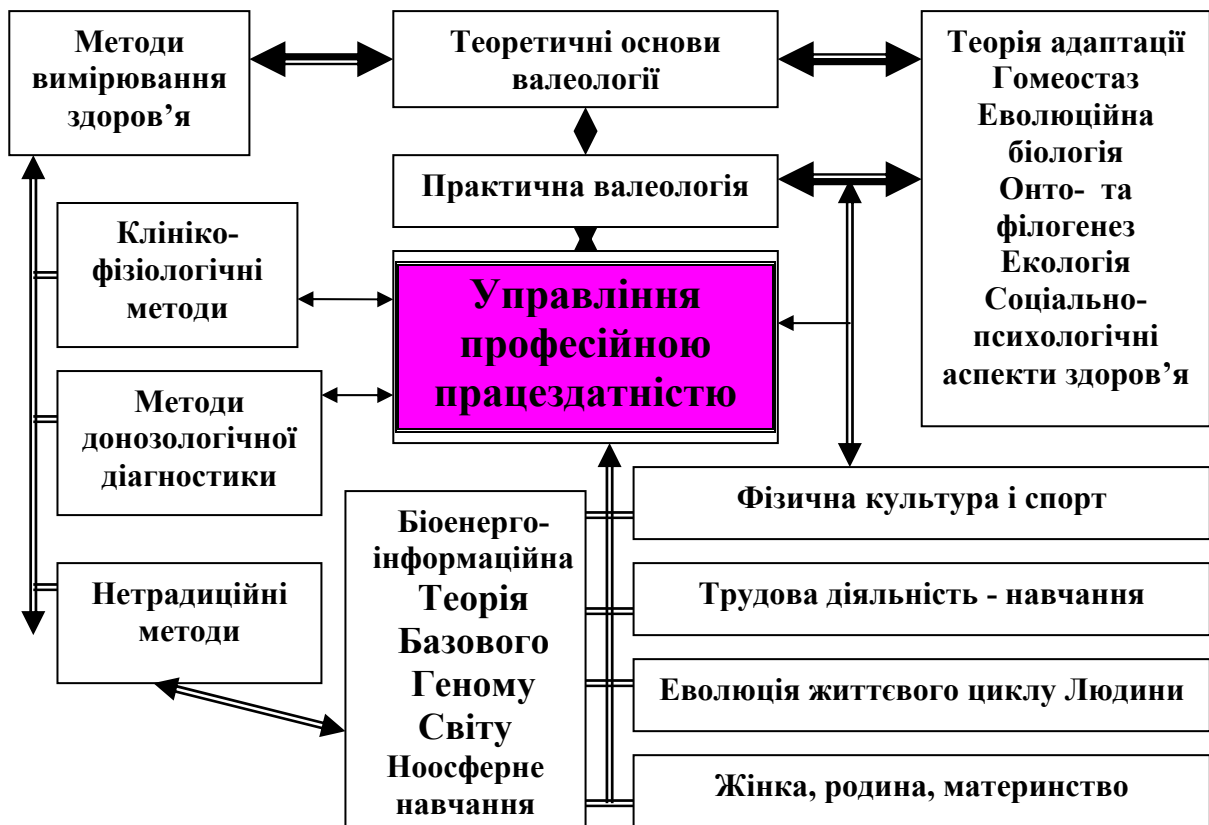 Методи
вимірювання
здоров’я
Теоретичні основи
валеології
Теорія адаптації
Гомеостаз
Еволюційна
біологія
Онто- та
філогенез
Екологія
Соціально-
психологічні
аспекти здоров’я
Практична валеологія
Клініко-
фізіологічні
методи
Управління
професійною
працездатністю
Методи
донозологічної
діагностики
Нетрадиційні
методи
Біоенерго-
інформаційна
Теорія
Базового
Геному
Світу
Ноосферне
навчання
Фізична культура і спорт
Трудова діяльність - навчання
Еволюція життєвого циклу Людини
Жінка, родина, материнство